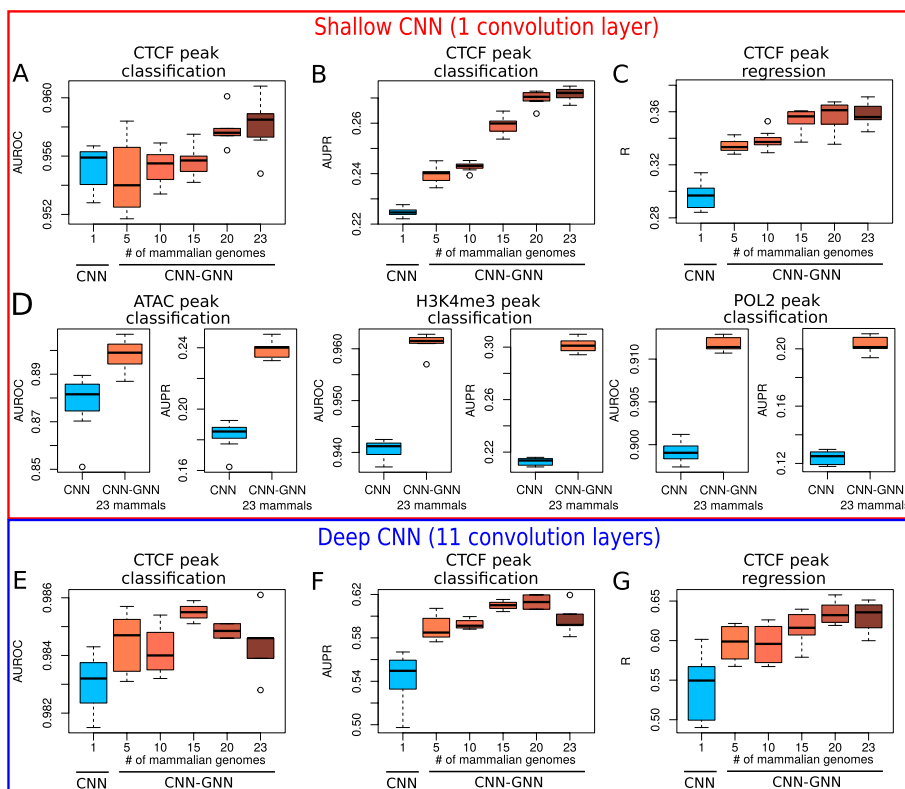 Shallow CNN (1 convolution layer)
A
CTCF peak
classification
AUROC
0.960
0.956
0.952
1
5
10
15
20
23
# of mammalian genomes
CNN
CNN-GNN
B
CTCF peak
classification
AUPR
0.26
0.24
0.22
1
5
10
15
20
23
# of mammalian genomes
CNN
CNN-GNN
C
CTCF peak
regression
R
0.36
0.32
0.28
1
5
10
15
20
23
# of mammalian genomes
CNN
CNN-GNN
D
ATAC peak
classification
AUROC
0.89
0.87
0.85
CNN
CNN-GNN
23 mammals
AUPR
0.24
0.20
0.16
CNN
CNN-GNN
23 mammals
H3K4me3 peak
classification
AUROC
0.960
0.950
0.940
CNN
CNN-GNN
23 mammals
AUPR
0.30
0.26
0.22
CNN
CNN-GNN
23 mammals
POL2 peak
classification
AUROC
0.910
0.905
0.900
CNN
CNN-GNN
23 mammals
AUPR
0.20
0.16
0.12
CNN
CNN-GNN
23 mammals
Deep CNN (11 convolution layers)
E
CTCF peak
classification
AUROC
0.986
0.984
0.982
1
5
10
15
20
23
# of mammalian genomes
CNN
CNN-GNN
F
CTCF peak
classification
AUPR
0.62
0.58
0.54
0.50
1
5
10
15
20
23
# of mammalian genomes
CNN
CNN-GNN
G
CTCF peak
regression
R
0.65
0.60
0.55
0.50
1
5
10
15
20
23
# of mammalian genomes
CNN
CNN-GNN